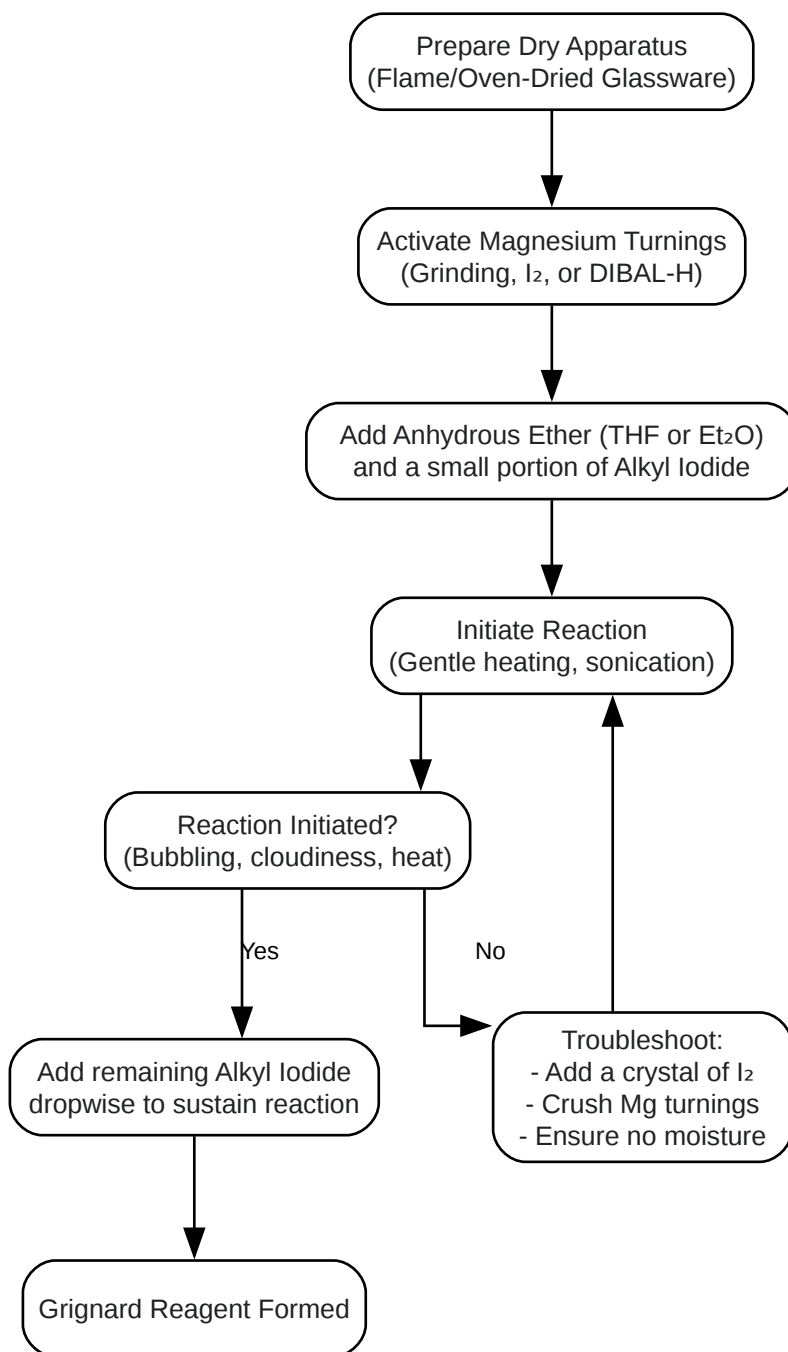 Prepare Dry Apparatus
(Flame/Oven-Dried Glassware)
Activate Magnesium Turnings
(Grinding, I₂, or DIBAL-H)
Add Anhydrous Ether (THF or Et₂O)
and a small portion of Alkyl Iodide
Initiate Reaction
(Gentle heating, sonication)
Reaction Initiated?
(Bubbling, cloudiness, heat)
Yes
No
Add remaining Alkyl Iodide
dropwise to sustain reaction
Troubleshoot:
- Add a crystal of I₂
- Crush Mg turnings
- Ensure no moisture
Grignard Reagent Formed